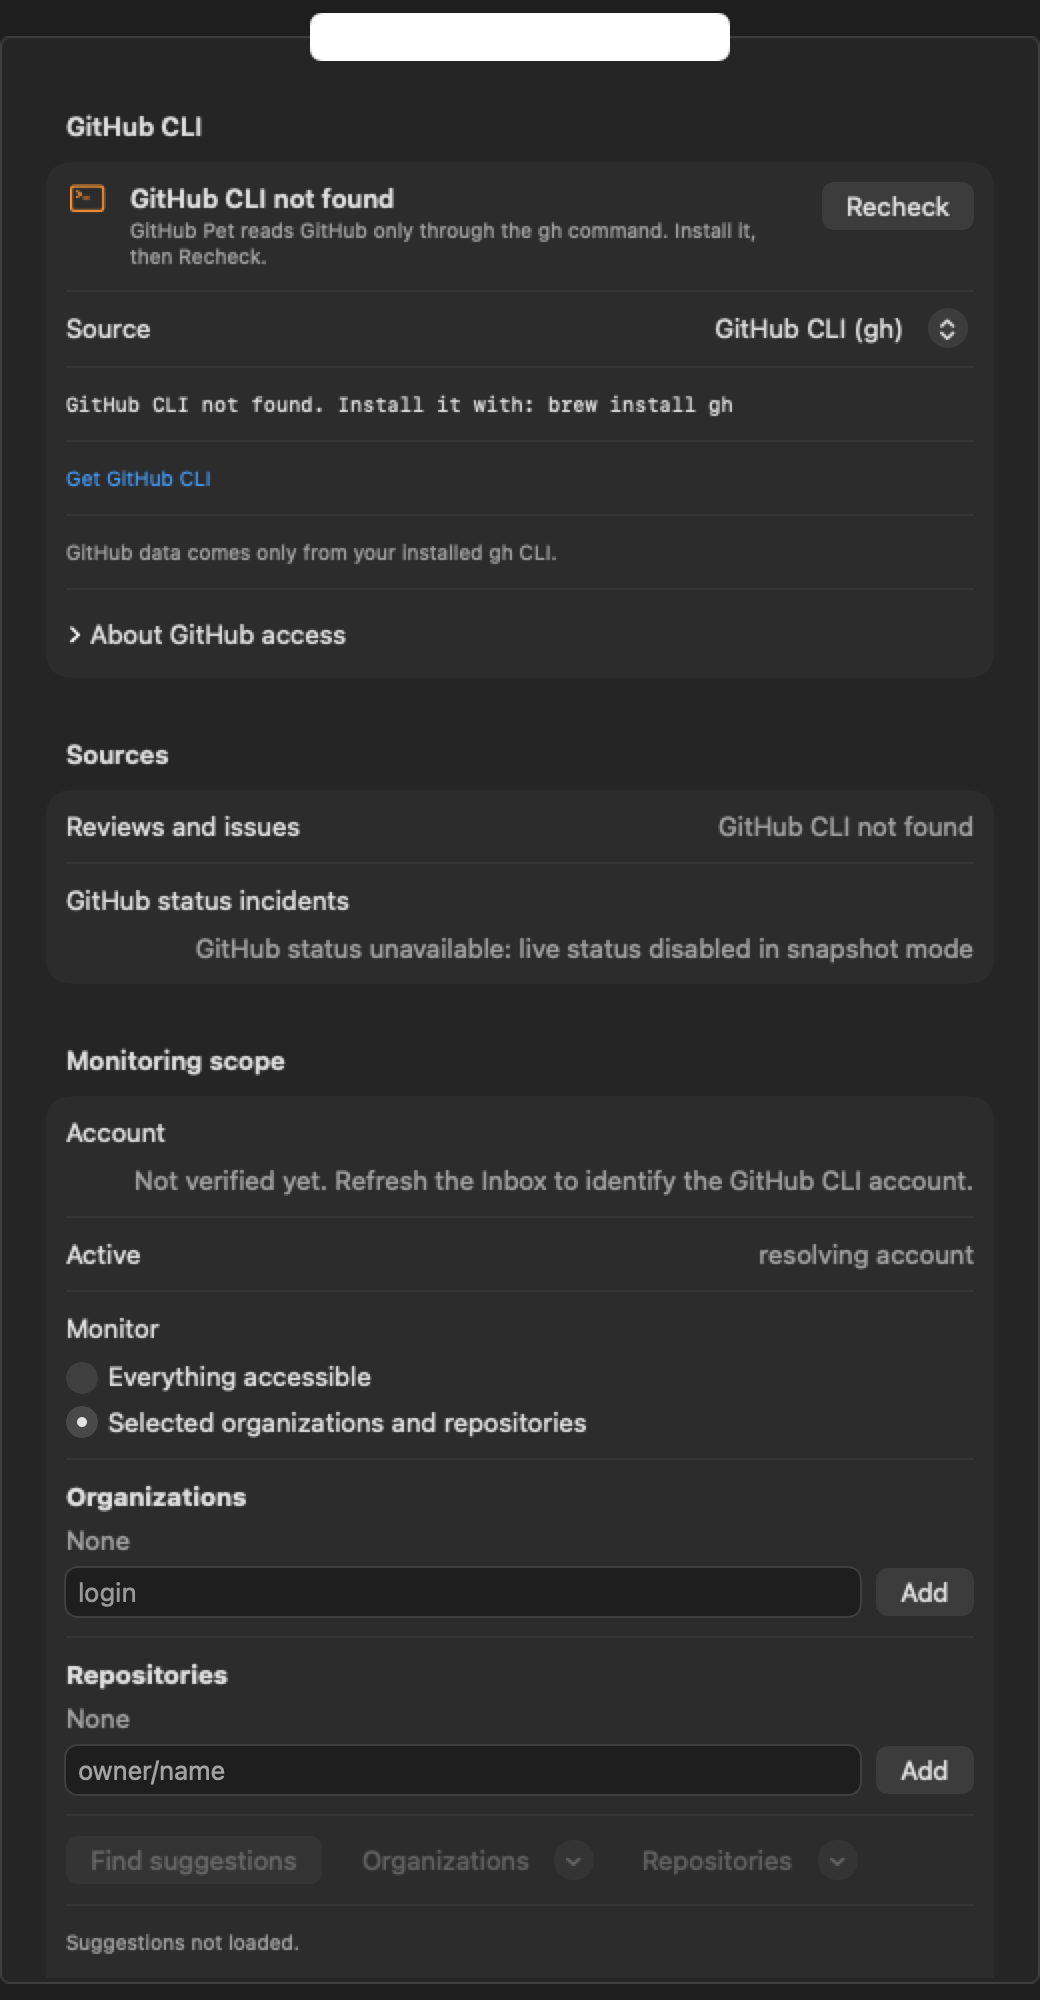 GitHub CLI
GitHub CLI not found
Recheck
GitHub Pet reads GitHub only through the gh command. Install it,
then Recheck.
Source
GitHub CLI (gh)
GitHub CLI not found. Install it with: brew install gh
Get GitHub CLI
GitHub data comes only from your installed gh CLI.
About GitHub access
Sources
Reviews and issues
GitHub CLI not found
GitHub status incidents
GitHub status unavailable: live status disabled in snapshot mode
Monitoring scope
Account
Not verified yet. Refresh the Inbox to identify the GitHub CLI account.
Active
resolving account
Monitor
Everything accessible
Selected organizations and repositories
Organizations
None
login
Add
Repositories
None
owner/name
Add
Find suggestions
Organizations
Repositories
Suggestions not loaded.